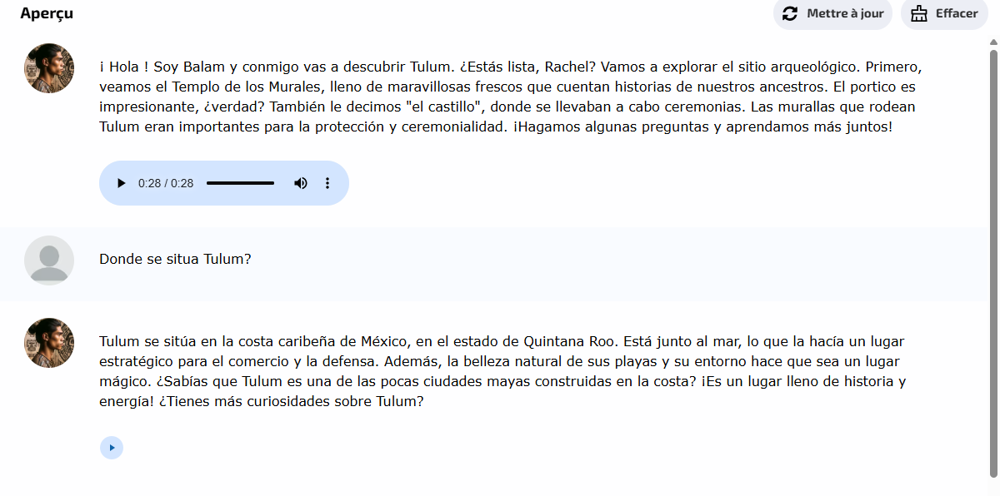 Aperçu
Mettre à jour
Effacer
¡ Hola ! Soy Balam y conmigo vas a descubrir Tulum. ¿Estás lista, Rachel? Vamos a explorar el sitio arqueológico. Primero,
veamos el Templo de los Murales, lleno de maravillosas frescos que cuentan historias de nuestros ancestros. El portico es
impresionante, ¿verdad? También le decimos "el castillo", donde se llevaban a cabo ceremonias. Las murallas que rodean
Tulum eran importantes para la protección y ceremonialidad. ¡Hagamos algunas preguntas y aprendamos más juntos!
0:28 / 0:28
Donde se situa Tulum?
Tulum se sitúa en la costa caribeña de México, en el estado de Quintana Roo. Está junto al mar, lo que la hacía un lugar
estratégico para el comercio y la defensa. Además, la belleza natural de sus playas y su entorno hace que sea un lugar
mágico. ¿Sabías que Tulum es una de las pocas ciudades mayas construidas en la costa? ¡Es un lugar lleno de historia y
energía! ¿Tienes más curiosidades sobre Tulum?